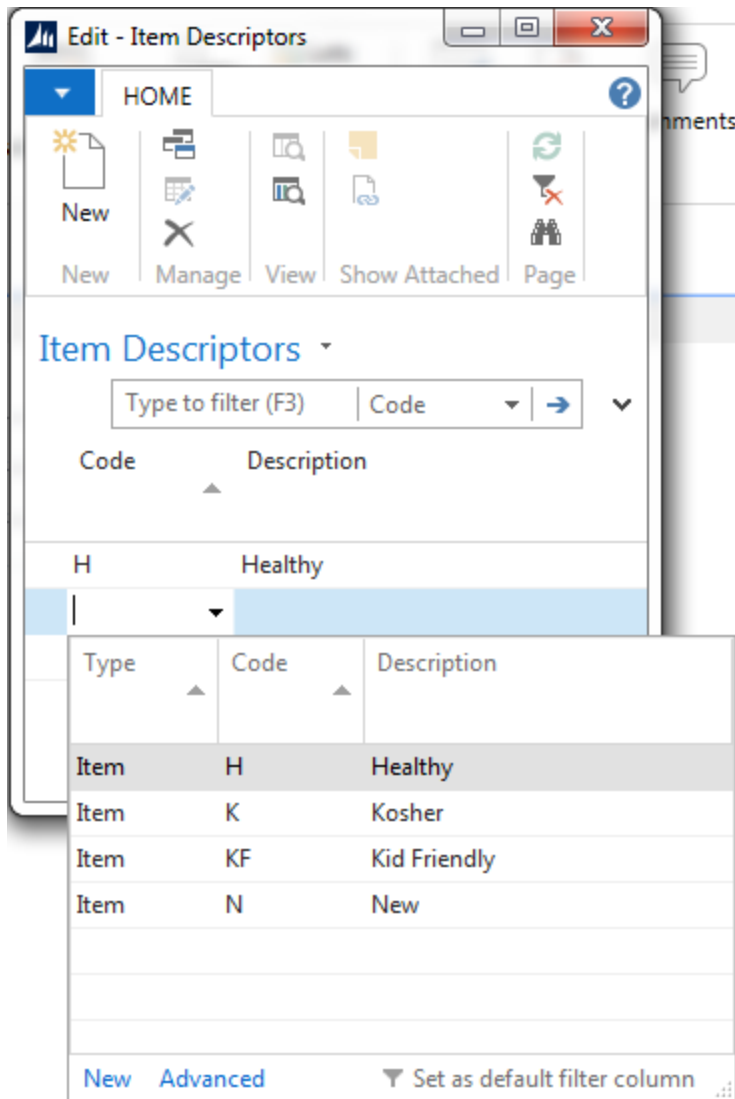 Edit - Item Descriptors
HOME
New
New Manage View Show Attached Page
Item Descriptors
Type to filter (F3) Code
Code Description
H Healthy
Type Code Description
Item H Healthy
Item K Kosher
Item KF Kid Friendly
Item N New
New Advanced Set as default filter column